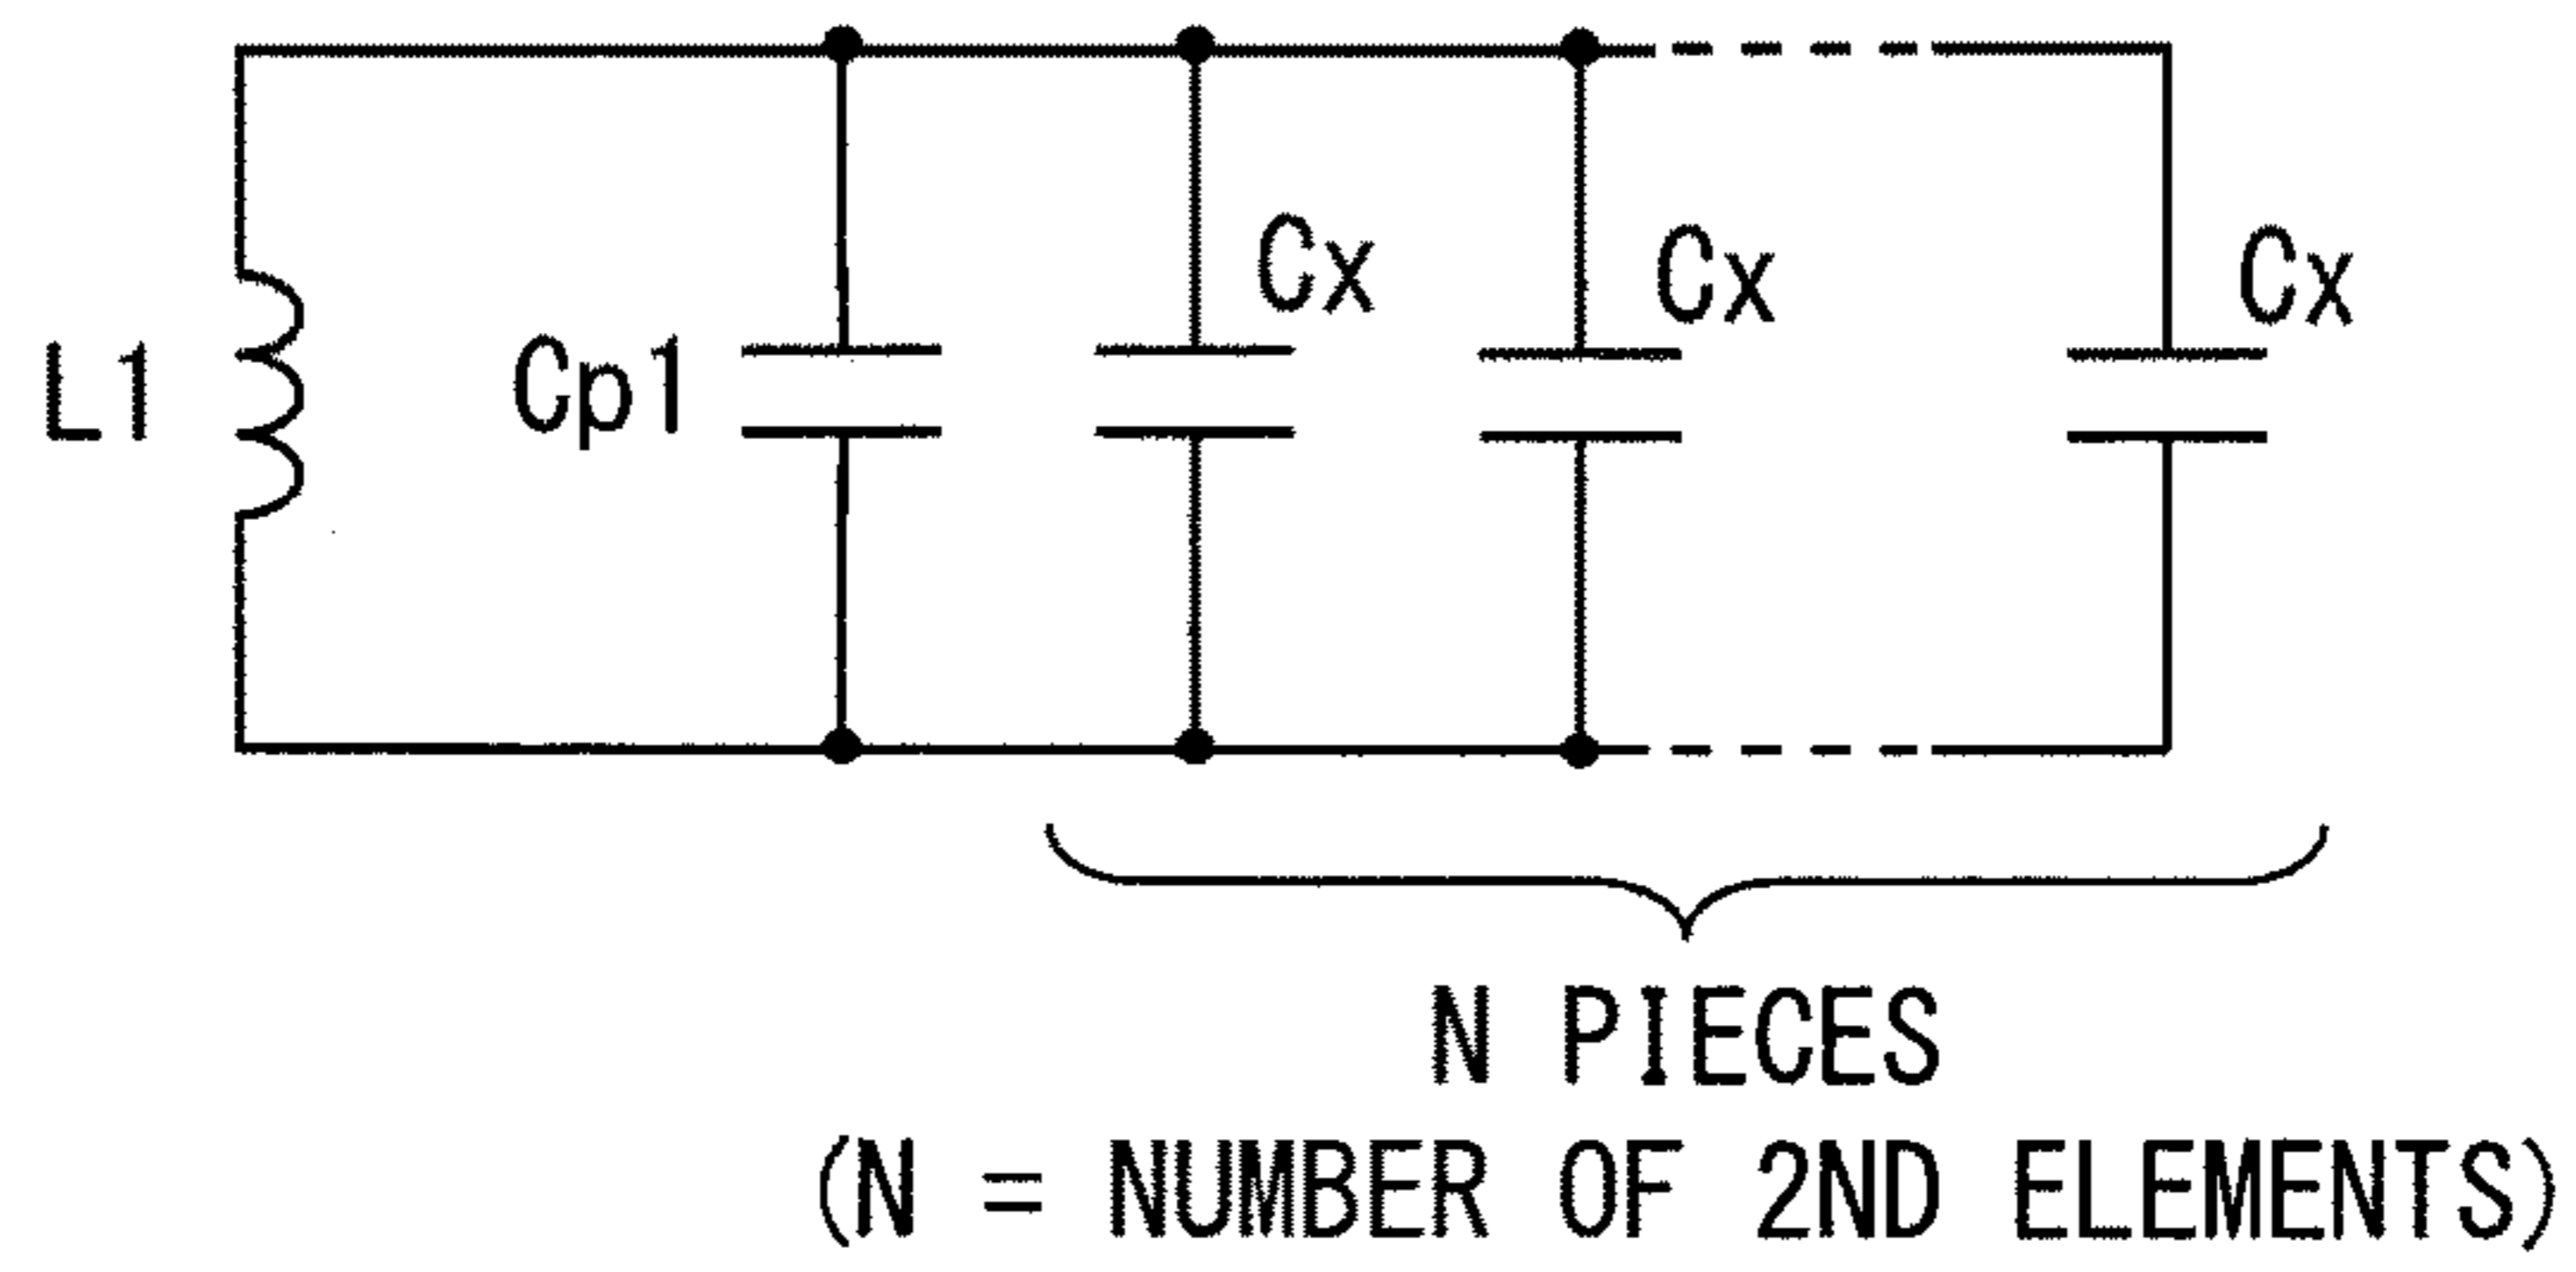 L1
Cp1
Cx
Cx
Cx
N PIECES
(N = NUMBER OF 2ND ELEMENTS)